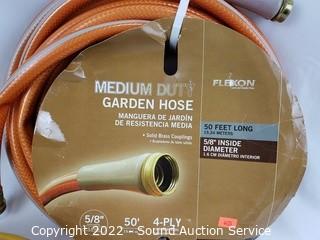 FLEXON
MEDIUM DUTY
GARDEN HOSE
MANGUERA DE JARDÍN
DE RESISTENCIA MEDIA
• Solid Brass Couplings
50 FEET LONG
15.24 METERS
5/8" INSIDE
DIAMETER
1.6 CM DIÁMETRO INTERIOR
5/8"
50'
4-PLY
Copyright 2022 - Sound Auction Service